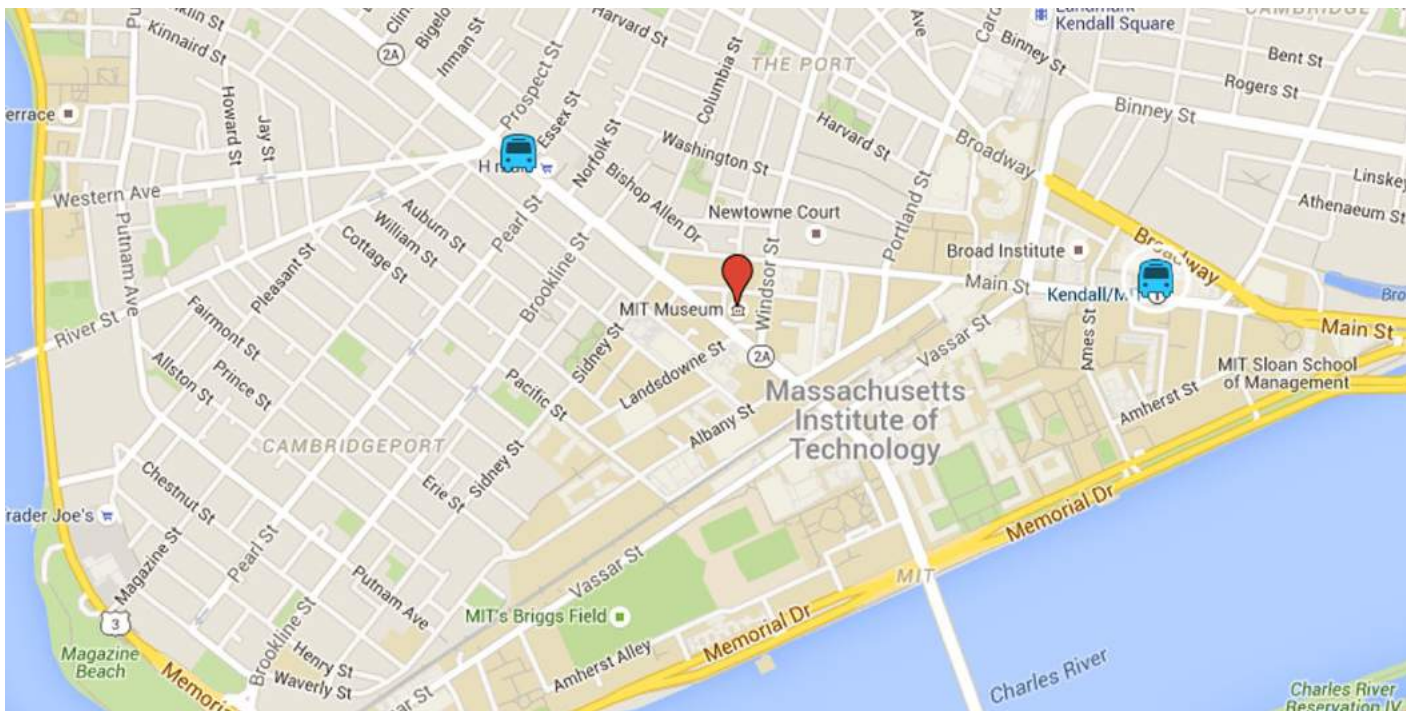 Kinnaird St
2A
Bigelo
Inman St
Harvard St
Columbia St
Ave
Landmark
Kendall Square
CAMBRIDGE
Binney St
Bent St
Rogers St
THE PORT
Prospect St
Essex St
Norfolk St
Howard St
Jay St
errace
Washington St
Harvard St
Broadway
Binney St
Linskey
Athenaeum St
Western Ave
Putnam Ave
Auburn St
William St
Cottage St
Pearl St
Bishop Allen Dr
Newtowne Court
Portland St
Broad Institute
Broadway
Main St
Kendall/M
Pleasant St
Brookline St
MIT Museum
Windsor St
River St
Fairmont St
Sidney St
2A
Vassar St
Ames St
Main St
MIT Sloan School
of Management
Allston St
Prince St
Pacific St
Landsdowne St
Albany St
Massachusetts
Institute of
Technology
Amherst St
CAMBRIDGEPORT
Chestnut St
Erie St
Sidney St
rader Joe's
Magazine St
Pearl St
Memorial Dr
Vassar St
MIT
Putnam Ave
MIT's Briggs Field
Memorial Dr
3
Magazine
Beach
Brookline St
Henry St
Waverly St
Amherst Alley
Charles River
Charles River
Reservation IV